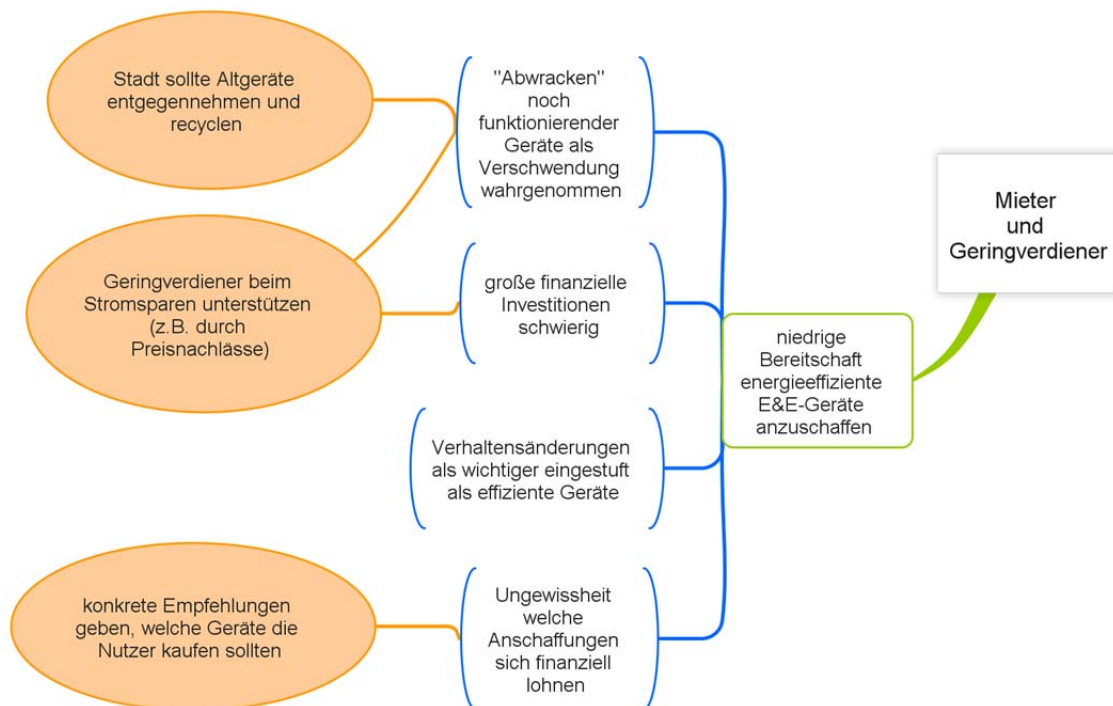 Stadt sollte Altgeräte
entgegennehmen und
recyclen
"Abwracken"
noch
funktionierender
Geräte als
Verschwendung
wahrgenommen
Mieter
und
Geringverdiener
Geringverdiener beim
Stromsparen unterstützen
(z.B. durch
Preisnachlässe)
große finanzielle
Investitionen
schwierig
niedrige
Bereitschaft
energieeffiziente
E&E-Geräte
anzuschaffen
Verhaltensänderungen
als wichtiger eingestuft
als effiziente Geräte
konkrete Empfehlungen
geben, welche Geräte die
Nutzer kaufen sollten
Ungewissheit
welche
Anschaffungen
sich finanziell
lohnen